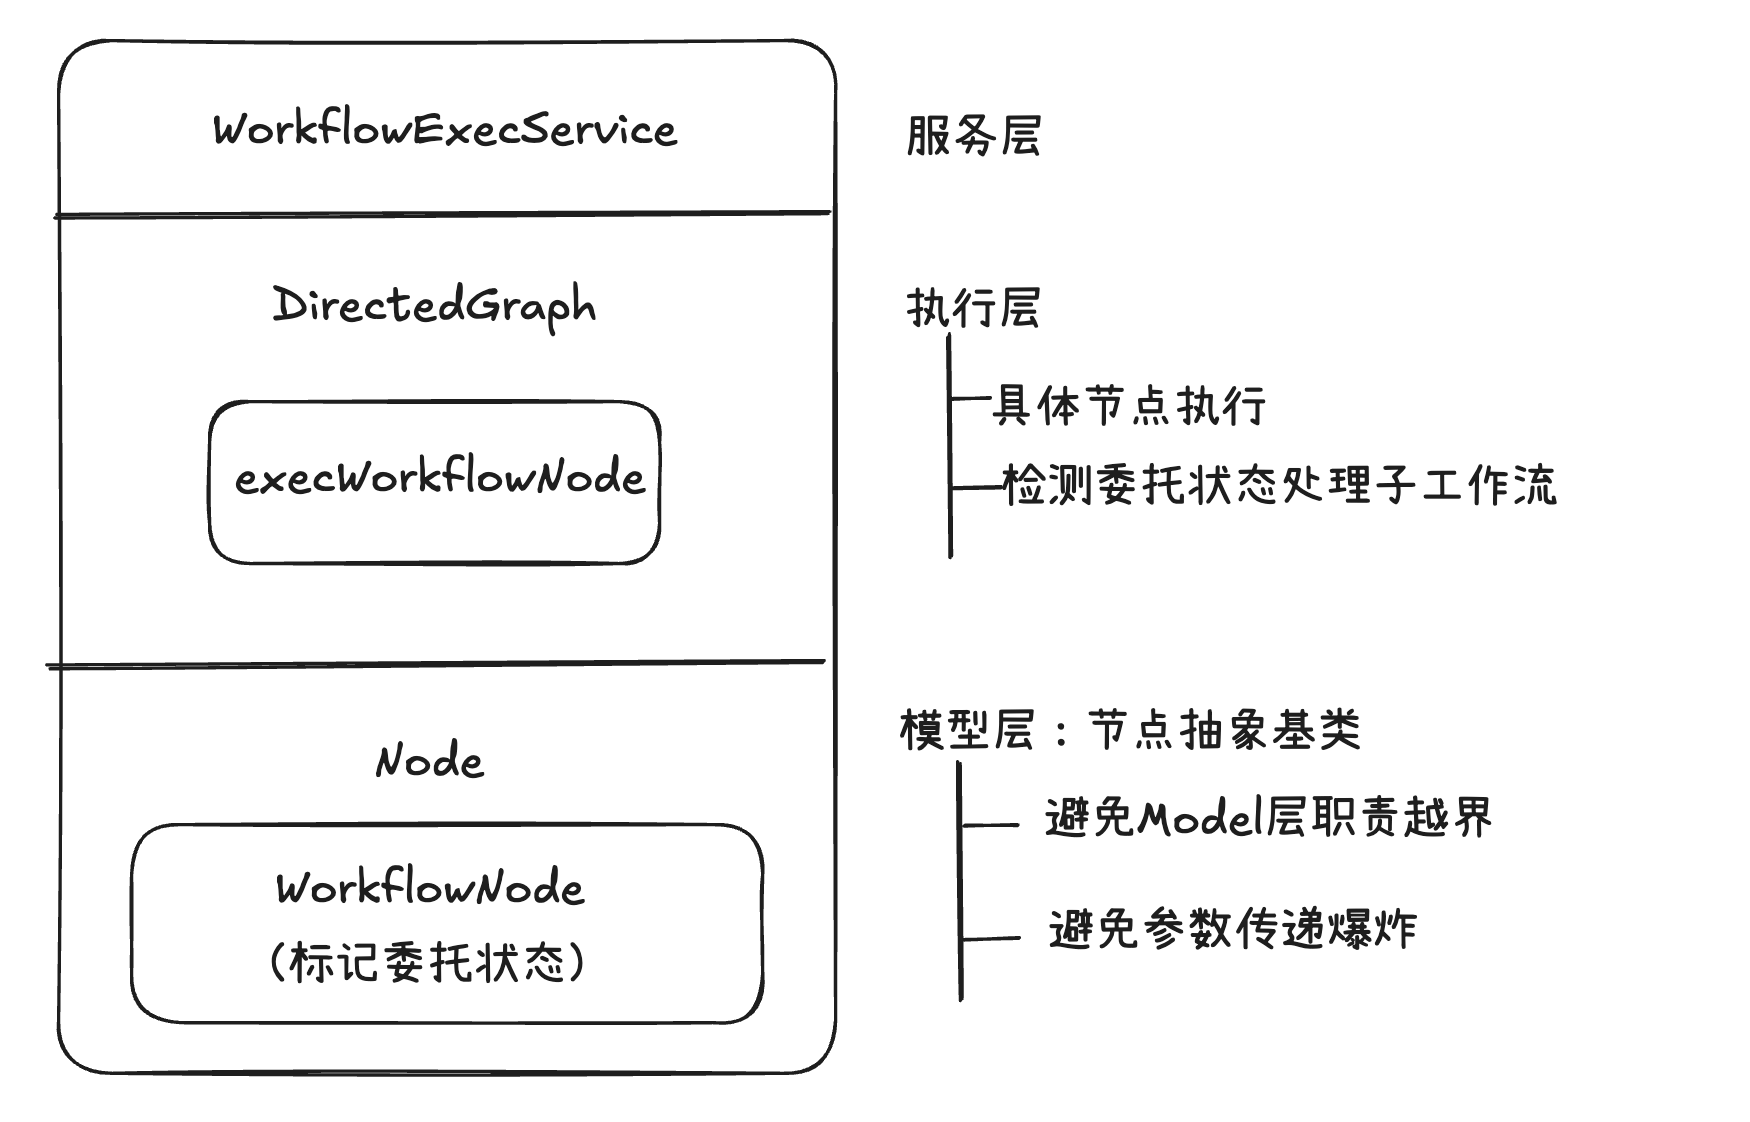 WorkflowExecService
服务层
DirectedGraph
执行层
具体节点执行
execWorkflowNode
检测委托状态处理子工作流
Node
模型层：节点抽象基类
避免Model层职责越界
WorkflowNode
(标记委托状态)
避免参数传递爆炸